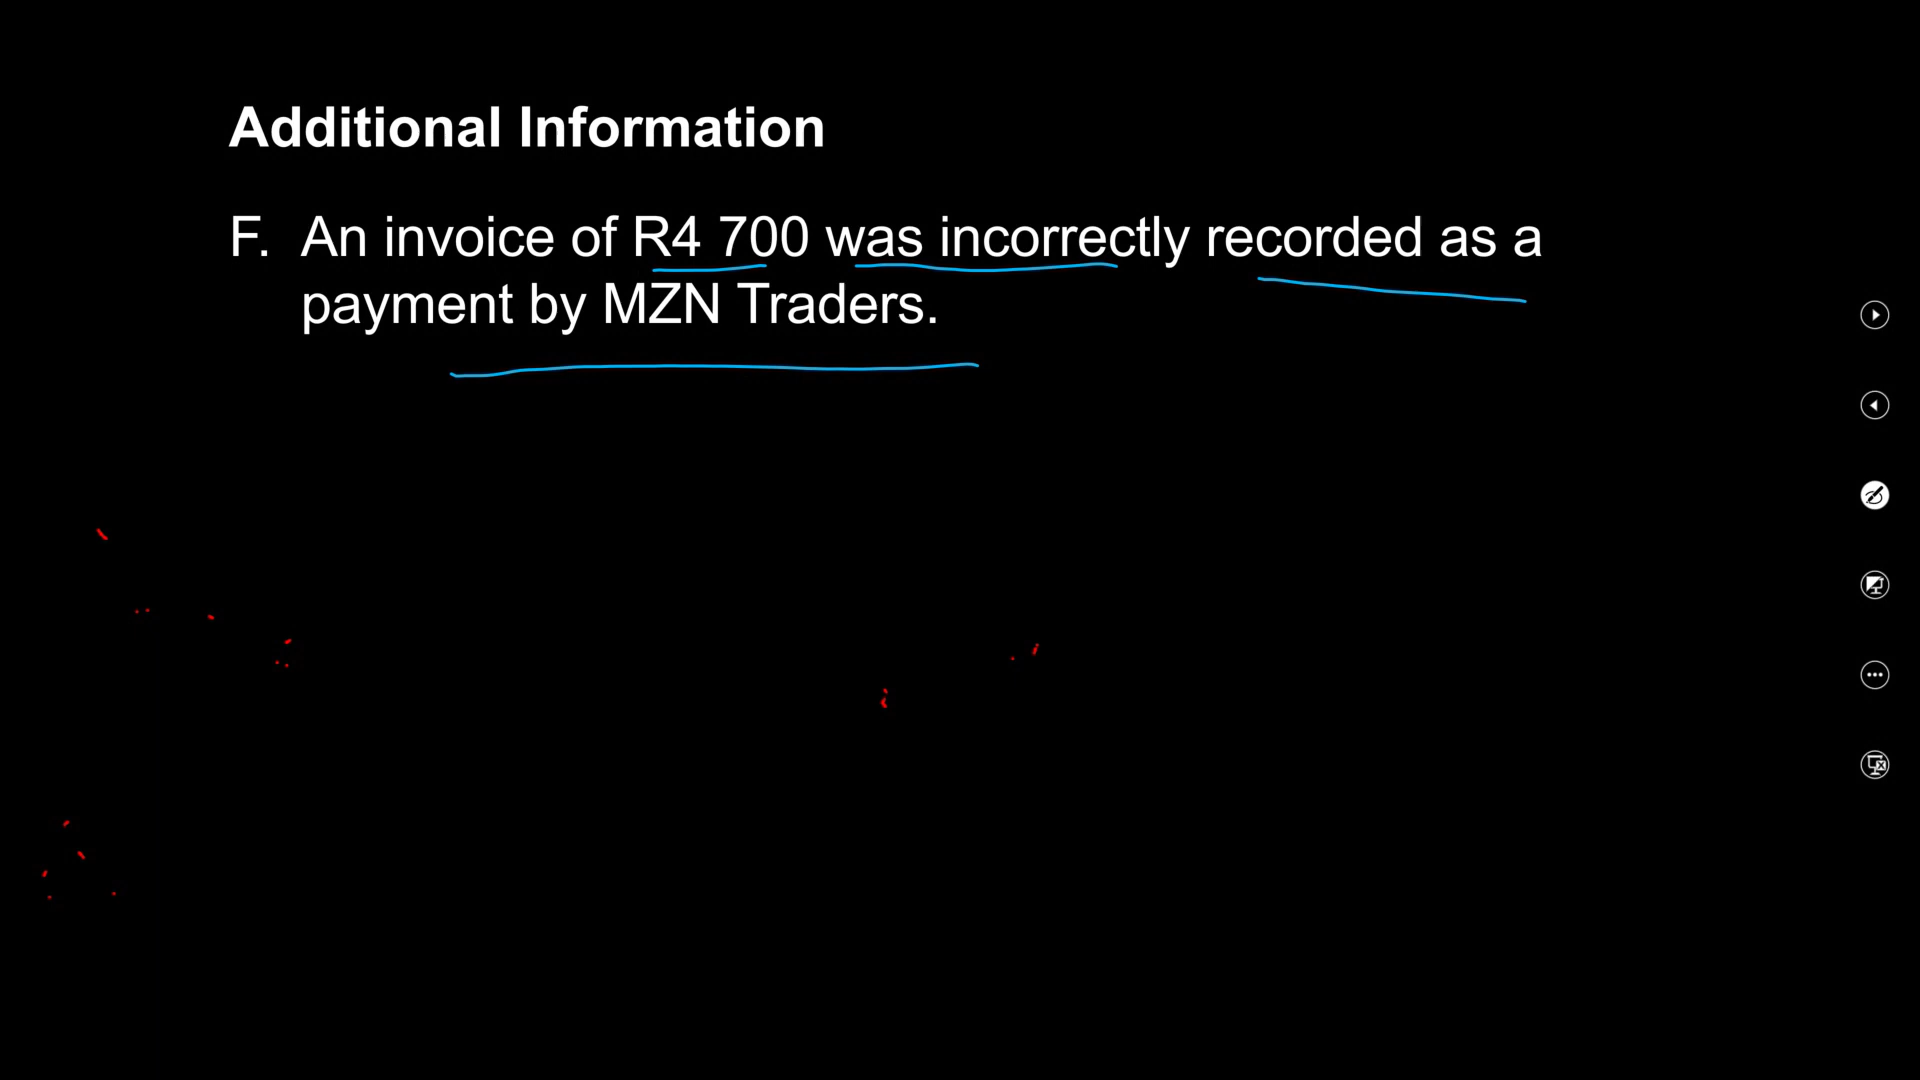 Additional Information
F. An invoice of R4 700 was incorrectly recorded as a
payment by MZN Traders.